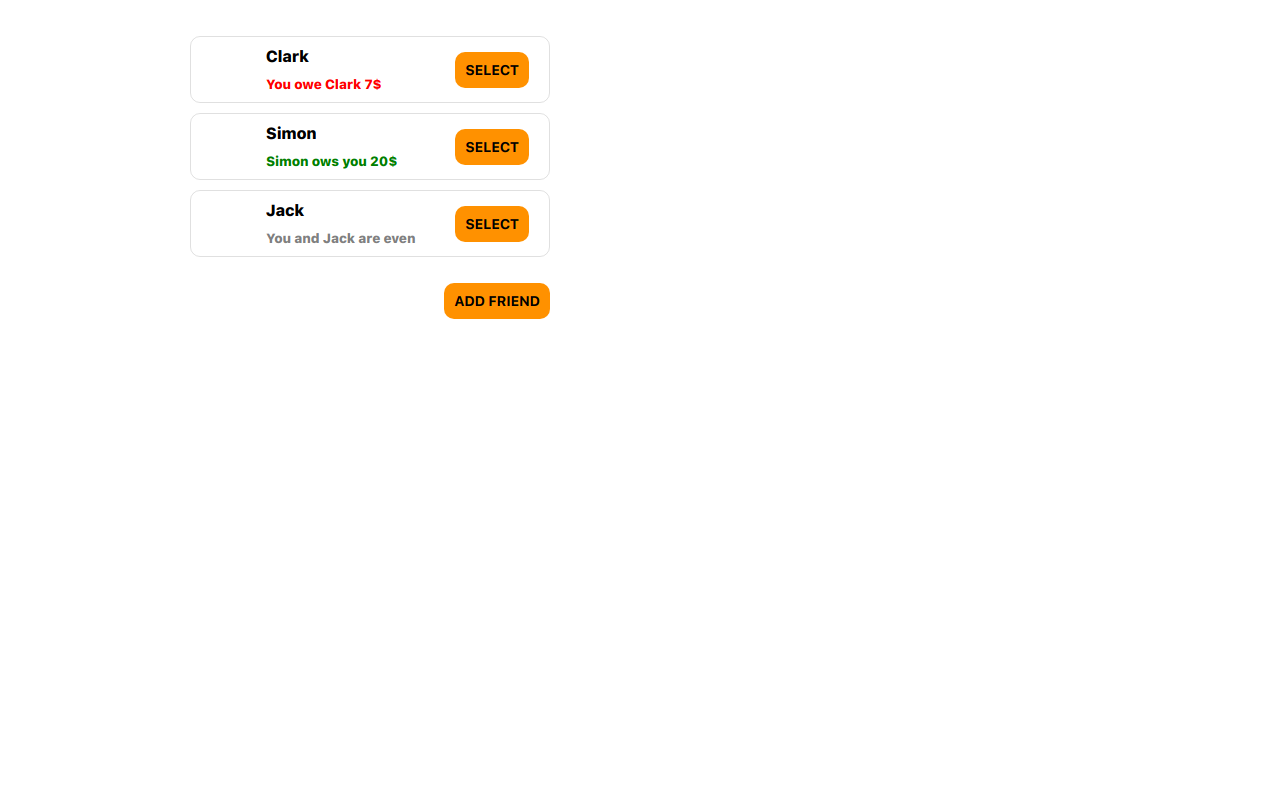 Clark
You owe Clark 7$
SELECT
Simon
Simon ows you 20$
SELECT
Jack
You and Jack are even
SELECT
ADD FRIEND